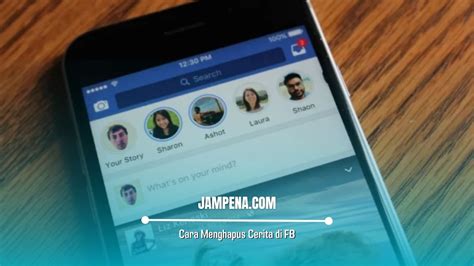 12:30 PM
100%
Search
Your Story
Sharon
Ashot
Laura
Shaon
What's on your mind?
JAMPENA.COM
Cara Menghapus Cerita di FB